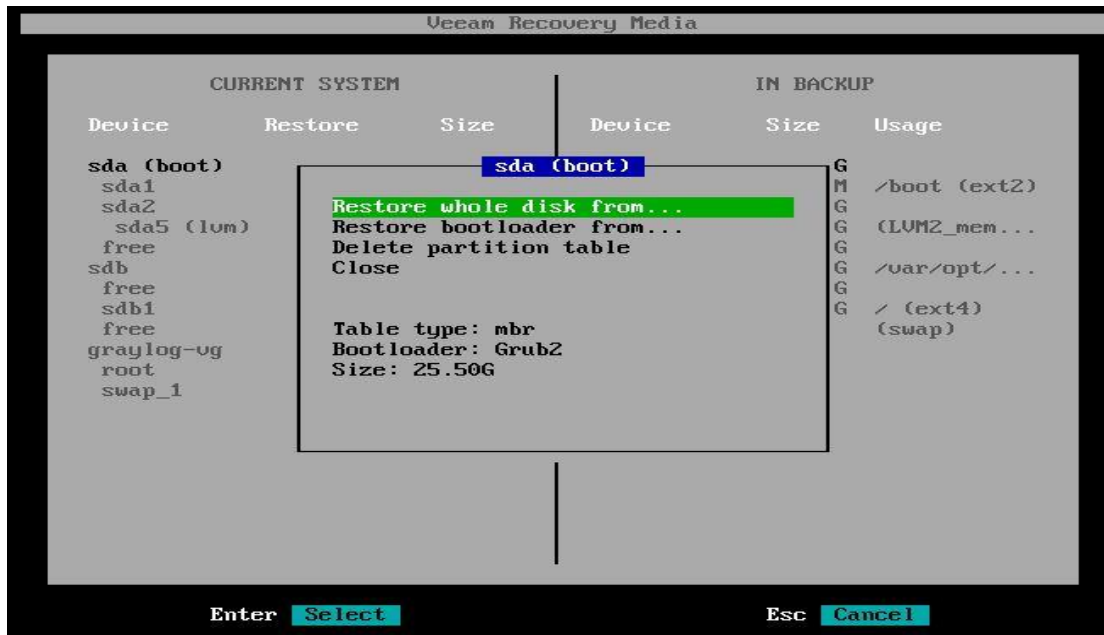 Veeam Recovery Media
CURRENT SYSTEM IN BACKUP
Device Restore Size Device Size Usage
sda (boot) sda (boot) G
sda1 M /boot (ext2)
sda2 Restore whole disk from... G
sda5 (lvm) Restore bootloader from... G (LVM2_mem...
free Delete partition table G
sdb Close G /var/opt/...
free G
sdb1 G / (ext4)
free Table type: mbr (swap)
graylog-vg Bootloader: Grub2
root Size: 25.50G
swap_1
Enter Select Esc Cancel